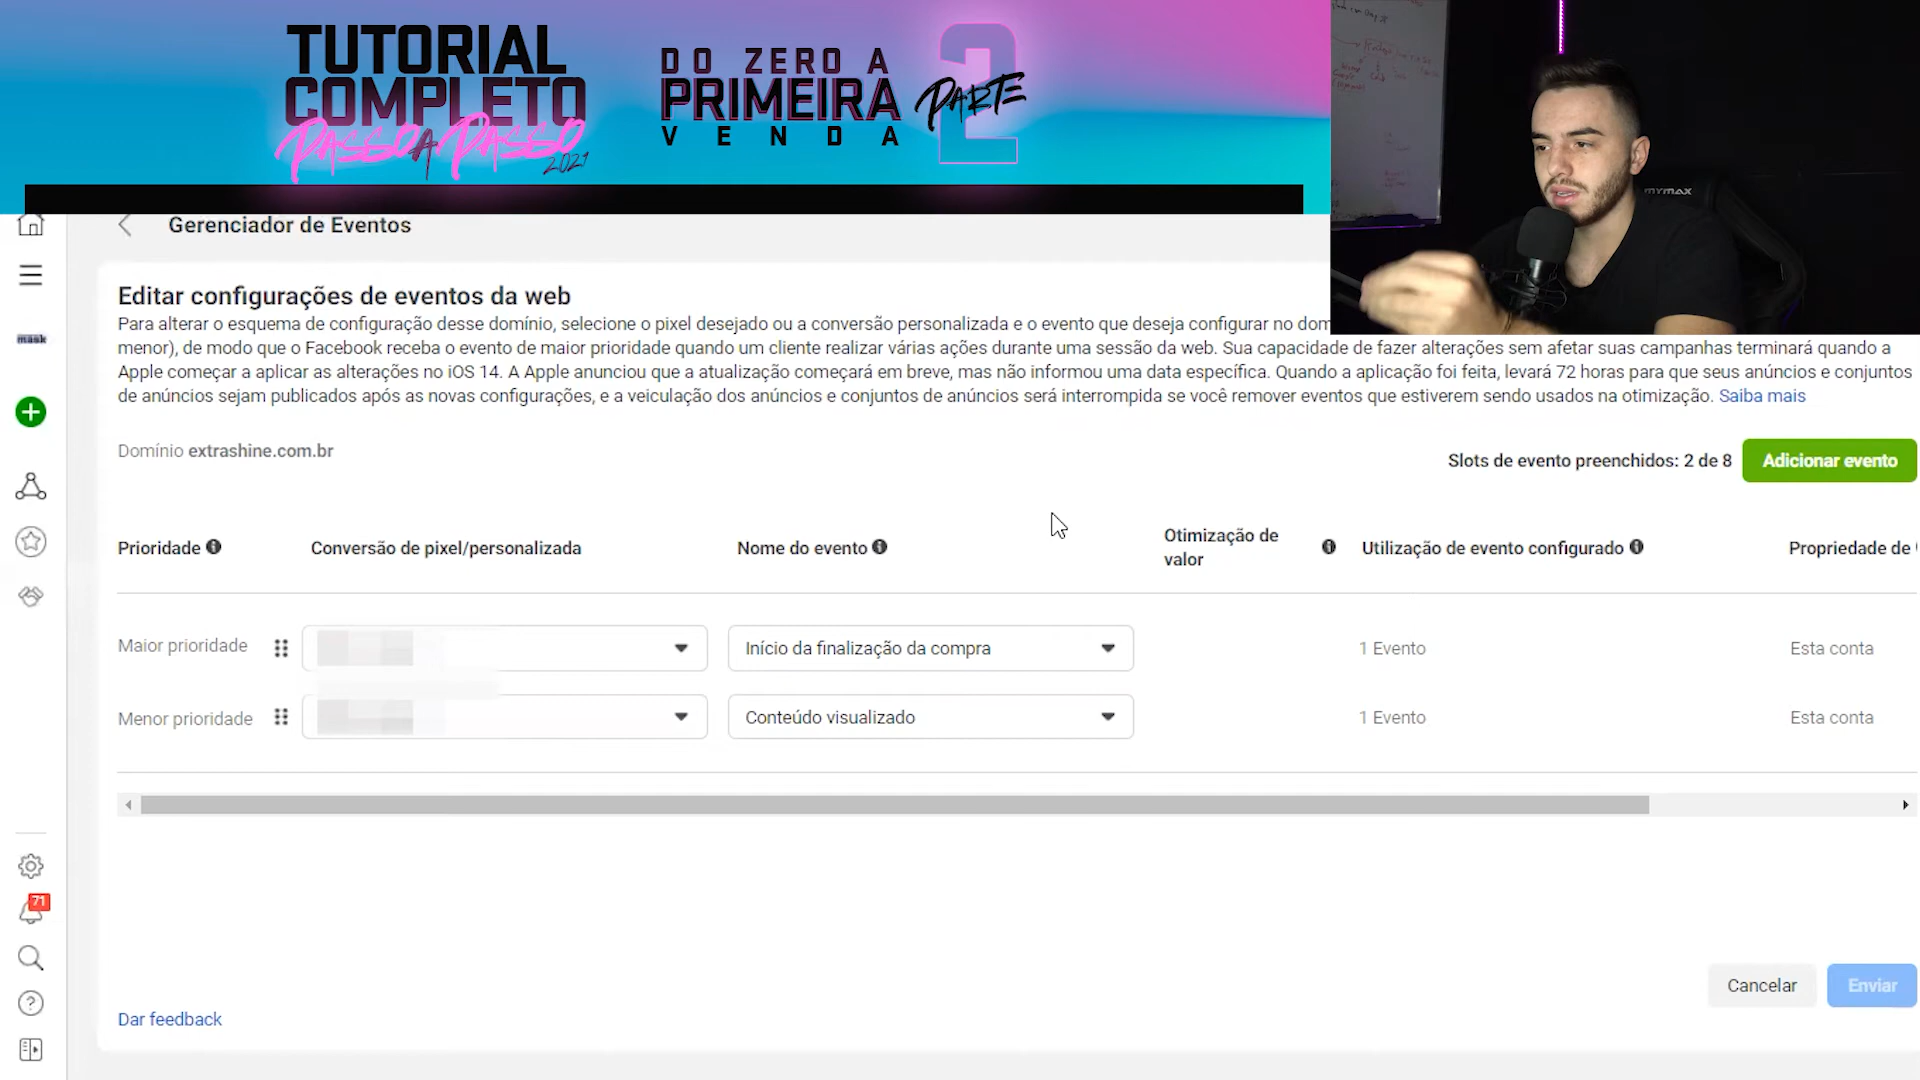 TUTORIAL
COMPLETO
PASSO A PASSO
2021
DO ZERO A
PRIMEIRA
VENDA
PARTE
2
MYMAX
Gerenciador de Eventos
Editar configurações de eventos da web
Para alterar o esquema de configuração desse domínio, selecione o pixel desejado ou a conversão personalizada e o evento que deseja configurar no dom
menor), de modo que o Facebook receba o evento de maior prioridade quando um cliente realizar várias ações durante uma sessão da web. Sua capacidade de fazer alterações sem afetar suas campanhas terminará quando a
Apple começar a aplicar as alterações no iOS 14. A Apple anunciou que a atualização começará em breve, mas não informou uma data específica. Quando a aplicação foi feita, levará 72 horas para que seus anúncios e conjuntos
de anúncios sejam publicados após as novas configurações, e a veiculação dos anúncios e conjuntos de anúncios será interrompida se você remover eventos que estiverem sendo usados na otimização. Saiba mais
Domínio extrashine.com.br
Slots de evento preenchidos: 2 de 8
Adicionar evento
Prioridade
Conversão de pixel/personalizada
Nome do evento
Otimização de
valor
Utilização de evento configurado
Propriedade de
Maior prioridade
Início da finalização da compra
1 Evento
Esta conta
Menor prioridade
Conteúdo visualizado
1 Evento
Esta conta
mask
71
Cancelar
Enviar
Dar feedback